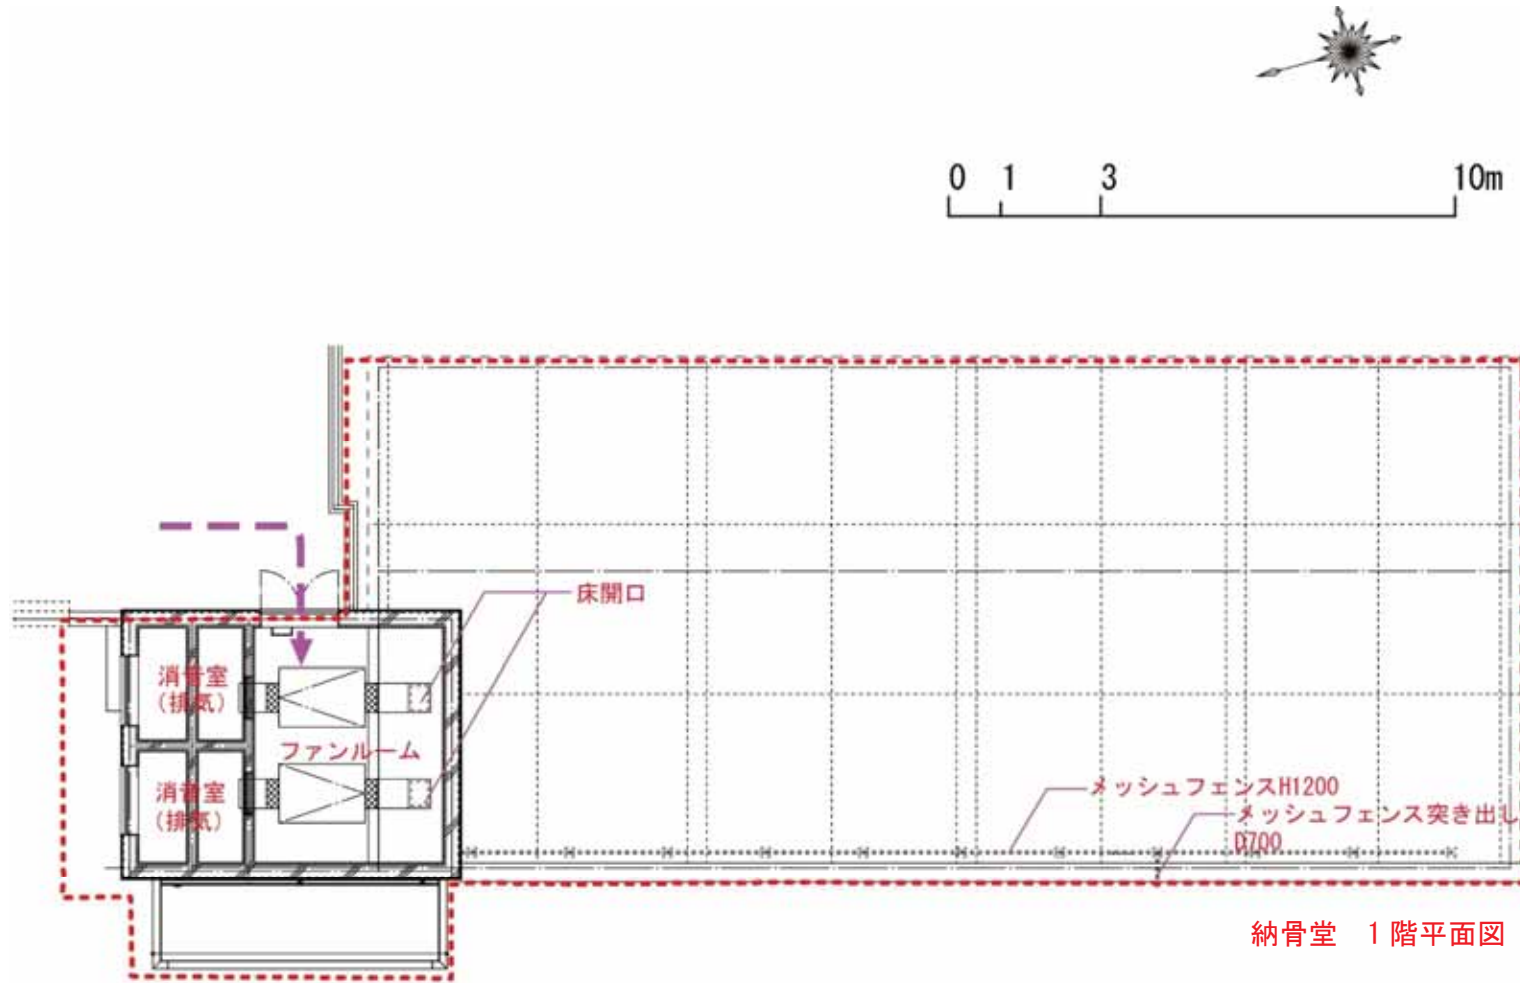 0 1 3 10m
床開口
消音室
(排気)
ファンルーム
消音室
(排気)
メッシュフェンスH1200
メッシュフェンス突き出し
D700
納骨堂 1階平面図